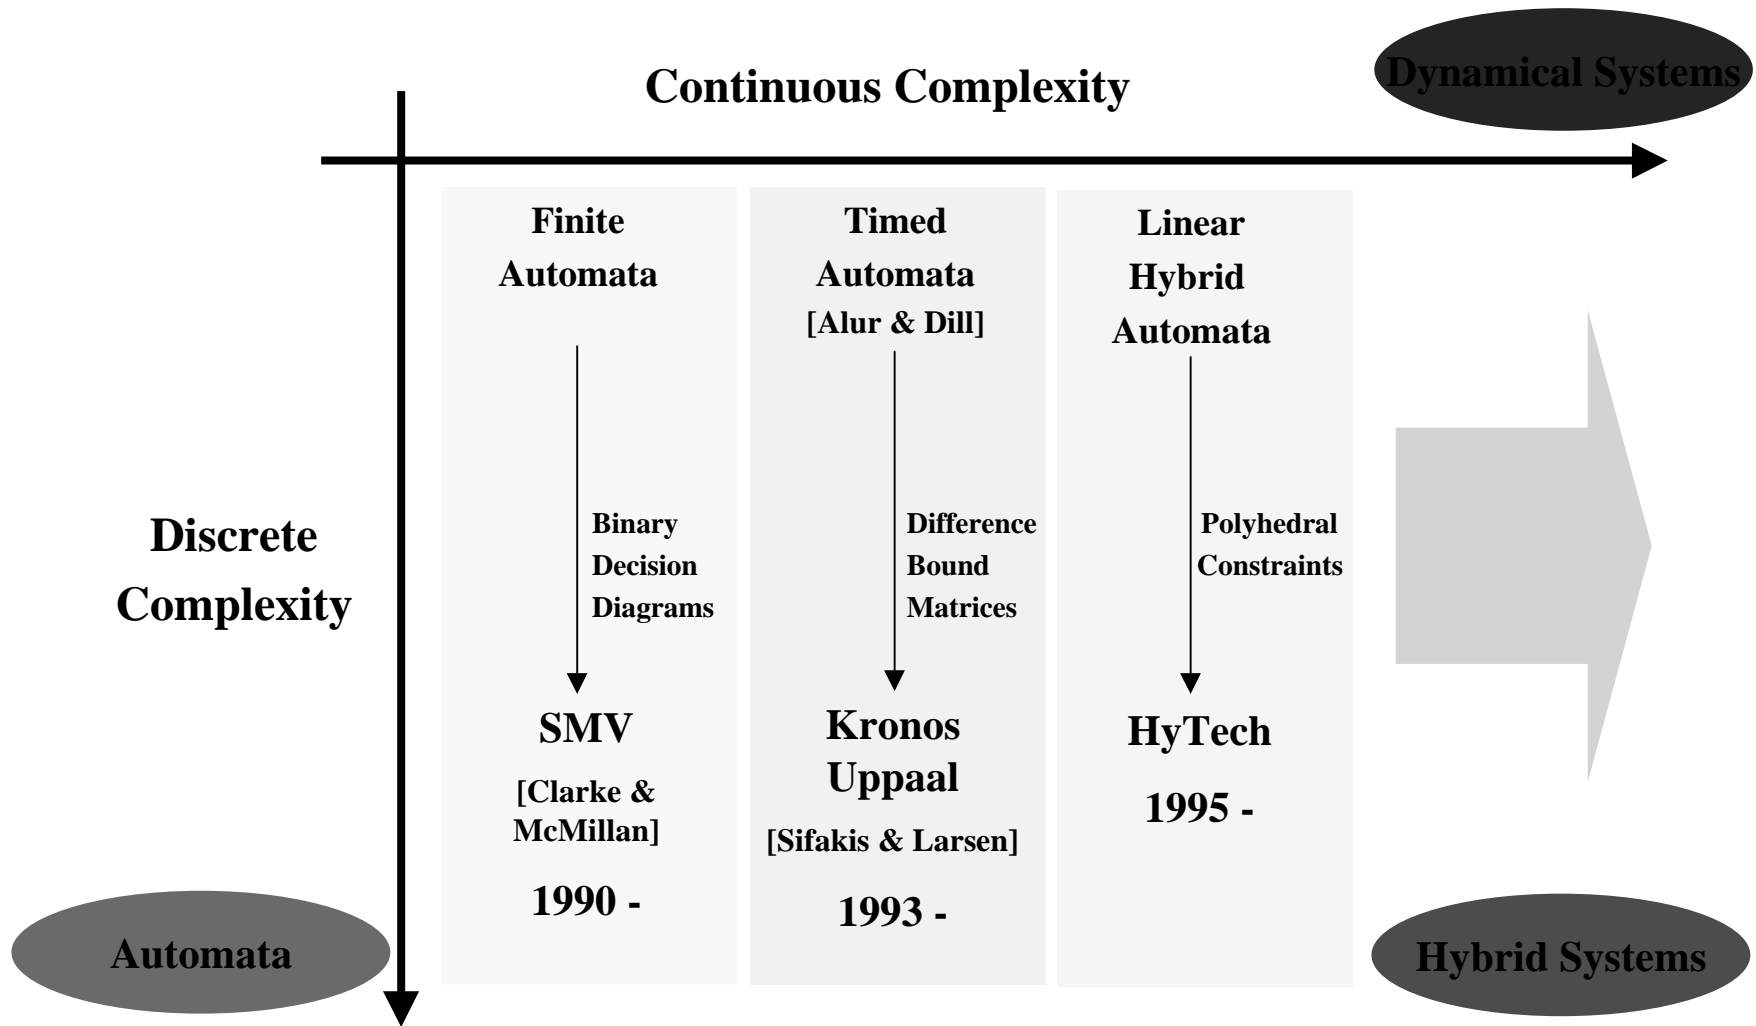 Continuous Complexity
Dynamical Systems
Finite
Automata
Timed
Automata
[Alur & Dill]
Linear
Hybrid
Automata
Discrete
Complexity
Binary
Decision
Diagrams
Difference
Bound
Matrices
Polyhedral
Constraints
SMV
[Clarke &
McMillan]
1990 -
Kronos
Uppaal
[Sifakis & Larsen]
1993 -
HyTech
1995 -
Automata
Hybrid Systems